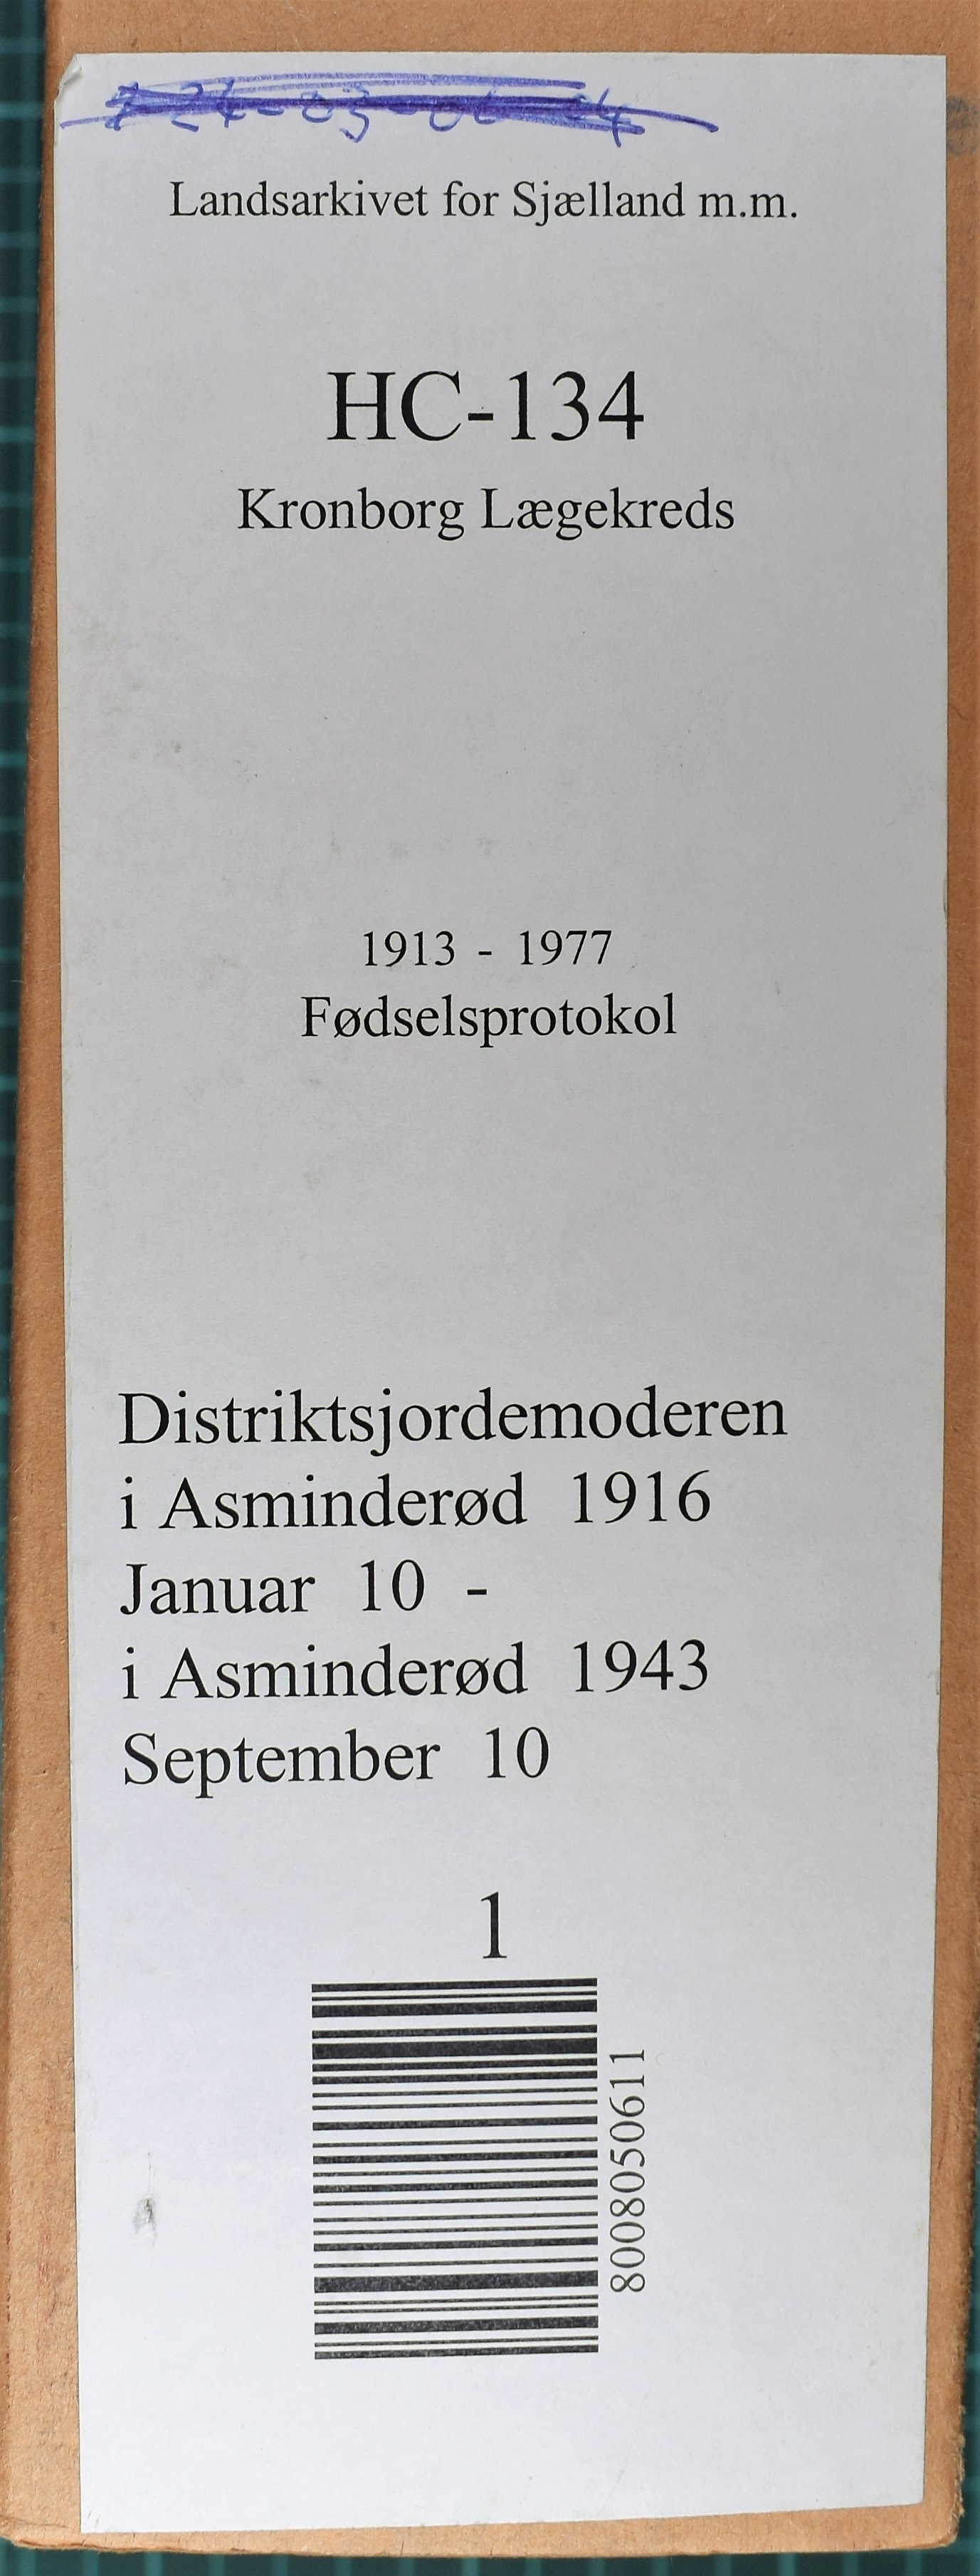 Landsarkivet for Sjælland m.m.
HC-134
Kronborg Lægekreds
1913 - 1977
Fødselsprotokol
Distriktsjordemoderen
i Asminderød 1916
Januar 10 -
i Asminderød 1943
September 10
1
8008050611